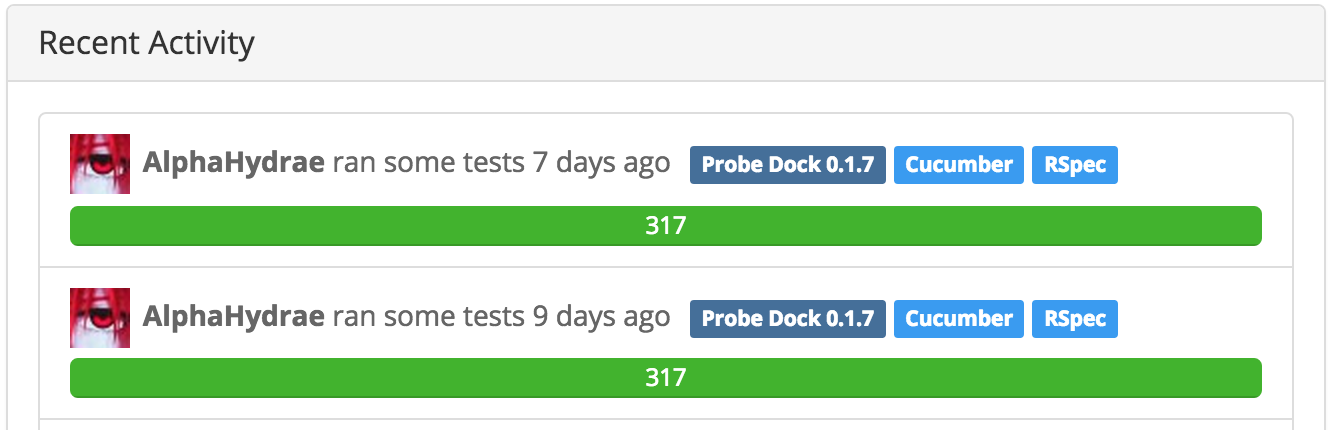 Recent Activity
AlphaHydrae ran some tests 7 days ago Probe Dock 0.1.7 Cucumber RSpec
317
AlphaHydrae ran some tests 9 days ago Probe Dock 0.1.7 Cucumber RSpec
317